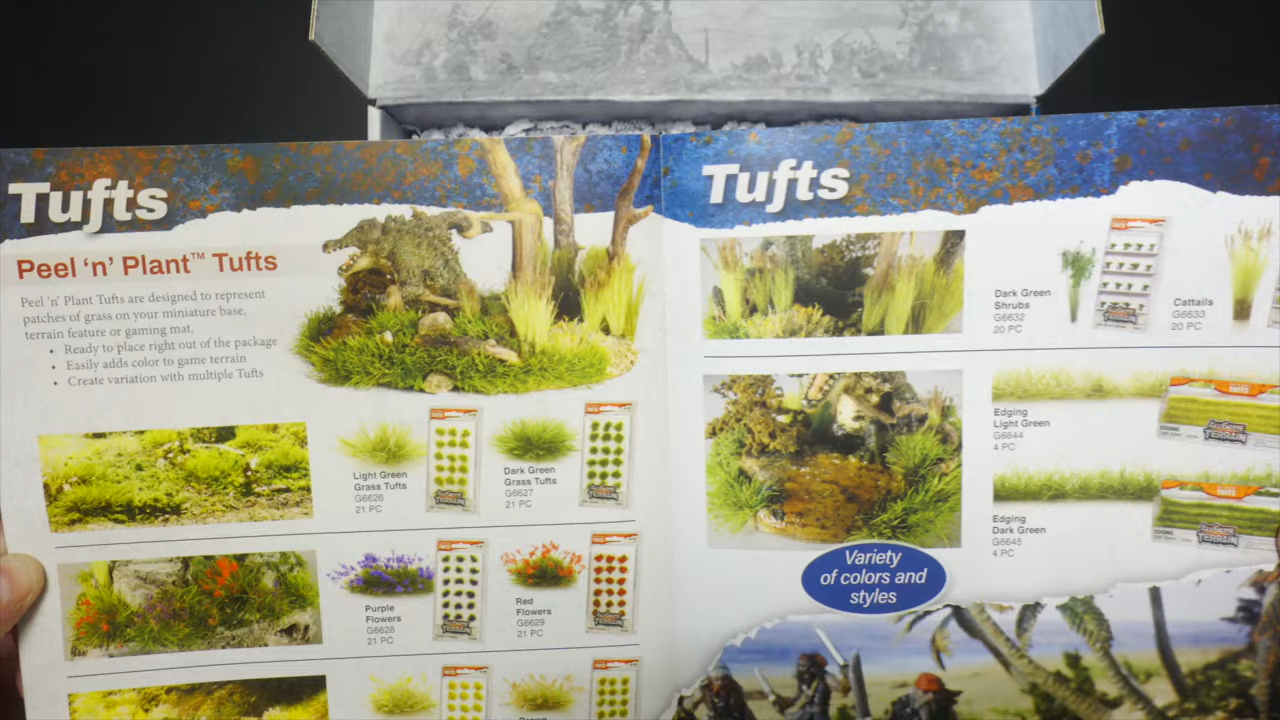 Tufts
Peel ‘n’ Plant™ Tufts
Peel 'n' Plant Tufts are designed to represent
patches of grass on your miniature base,
terrain feature or gaming mat.
• Ready to place right out of the package
• Easily adds color to game terrain
• Create variation with multiple Tufts
Light Green
Grass Tufts
G6626
21 PC
Dark Green
Grass Tufts
G6627
21 PC
Purple
Flowers
G6628
21 PC
Red
Flowers
G6629
21 PC
Tufts
Dark Green
Shrubs
G6632
20 PC
Cattails
G6633
20 PC
Edging
Light Green
G6644
4 PC
TERRAIN
Edging
Dark Green
G6645
4 PC
TERRAIN
Variety
of colors and
styles